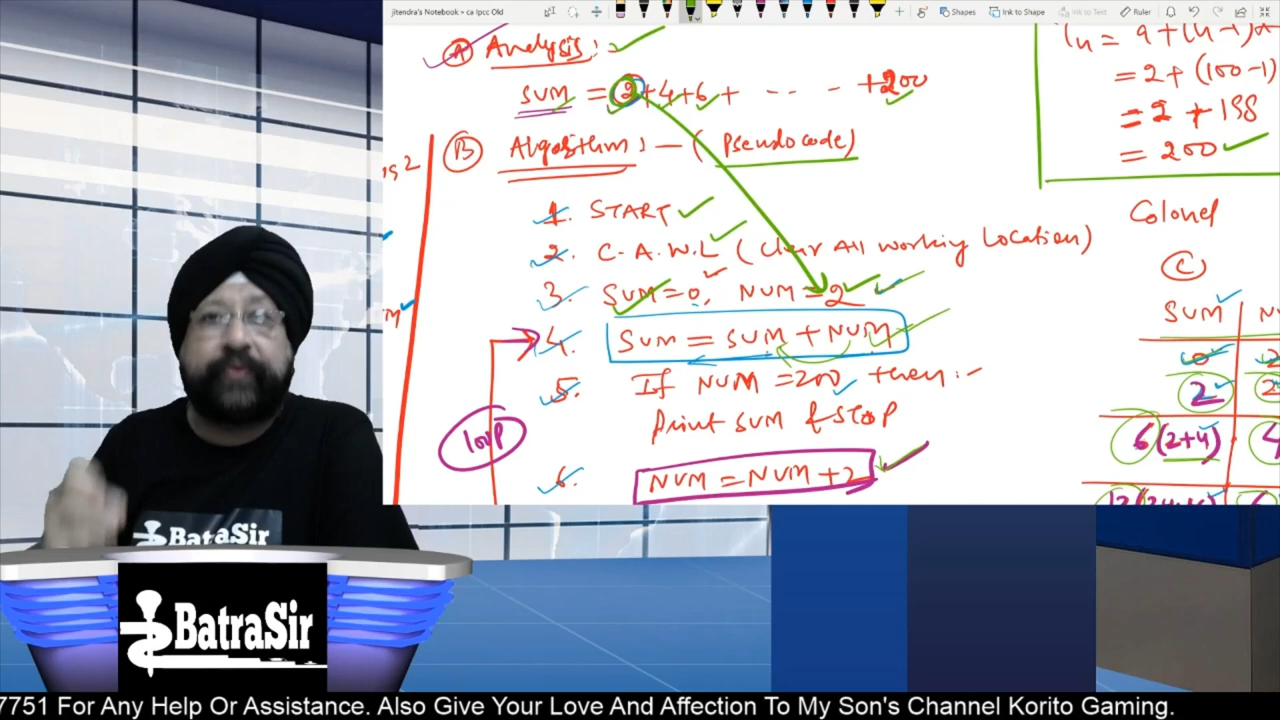 jitendra's Notebook » ca Ipcc Old
Shapes
Ink to Shape
Ink to Text
Ruler
(A) Analysis:
SUM = 2+4+6+ ... - +200
(B) Algorithm: - (Pseudocode)
1. START
2. C.A.W.L (Clear All Working Location)
3. SUM=0, NUM=2
4. SUM = SUM + NUM
5. If NUM = 200 then :-
Print SUM & Stop
6. NUM = NUM + 2
loop
= 2 + (100-1)
= 2 + 198
= 200
Colonel
(C)
SUM
0
2
6 (2+4)
BatraSir
BatraSir
7751 For Any Help Or Assistance. Also Give Your Love And Affection To My Son's Channel Korito Gaming.